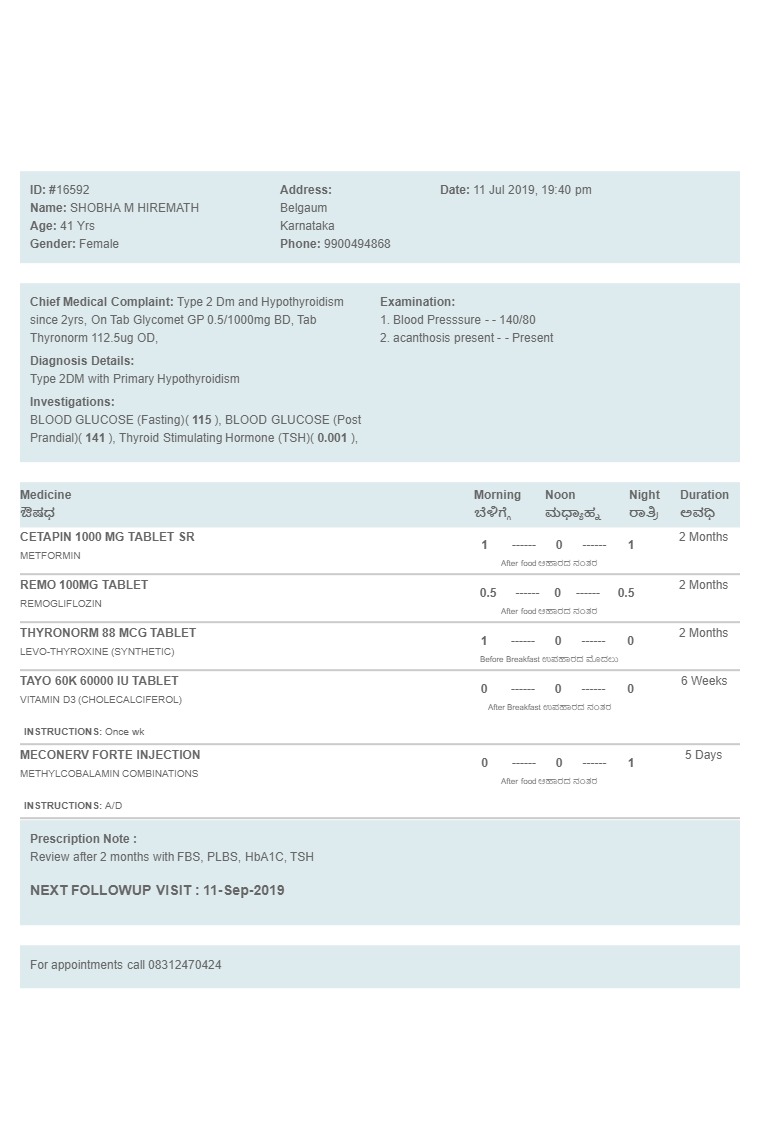 ID: #16592
Name: SHOBHA M HIREMATH
Age: 41 Yrs
Gender: Female
Address:
Belgaum
Karnataka
Phone: 9900494868
Date: 11 Jul 2019, 19:40 pm
Chief Medical Complaint: Type 2 Dm and Hypothyroidism
since 2yrs, On Tab Glycomet GP 0.5/1000mg BD, Tab
Thyronorm 112.5ug OD,
Diagnosis Details:
Type 2DM with Primary Hypothyroidism
Investigations:
BLOOD GLUCOSE (Fasting)( 115 ), BLOOD GLUCOSE (Post
Prandial)( 141 ), Thyroid Stimulating Hormone (TSH)( 0.001 ),
Examination:
1. Blood Presssure - - 140/80
2. acanthosis present - - Present
Medicine Morning Noon Night Duration
ಔಷಧ ಬೆಳಿಗ್ಗೆ ಮಧ್ಯಾಹ್ನ ರಾತ್ರಿ ಅವಧಿ
CETAPIN 1000 MG TABLET SR 1 ------ 0 ------ 1 2 Months
METFORMIN After food ಆಹಾರದ ನಂತರ
REMO 100MG TABLET 0.5 ------ 0 ------ 0.5 2 Months
REMOGLIFLOZIN After food ಆಹಾರದ ನಂತರ
THYRONORM 88 MCG TABLET 1 ------ 0 ------ 0 2 Months
LEVO-THYROXINE (SYNTHETIC) Before Breakfast ಉಪಹಾರದ ಮೊದಲು
TAYO 60K 60000 IU TABLET 0 ------ 0 ------ 0 6 Weeks
VITAMIN D3 (CHOLECALCIFEROL) After Breakfast ಉಪಹಾರದ ನಂತರ
INSTRUCTIONS: Once wk
MECONERV FORTE INJECTION 0 ------ 0 ------ 1 5 Days
METHYLCOBALAMIN COMBINATIONS After food ಆಹಾರದ ನಂತರ
INSTRUCTIONS: A/D
Prescription Note :
Review after 2 months with FBS, PLBS, HbA1C, TSH
NEXT FOLLOWUP VISIT : 11-Sep-2019
For appointments call 08312470424